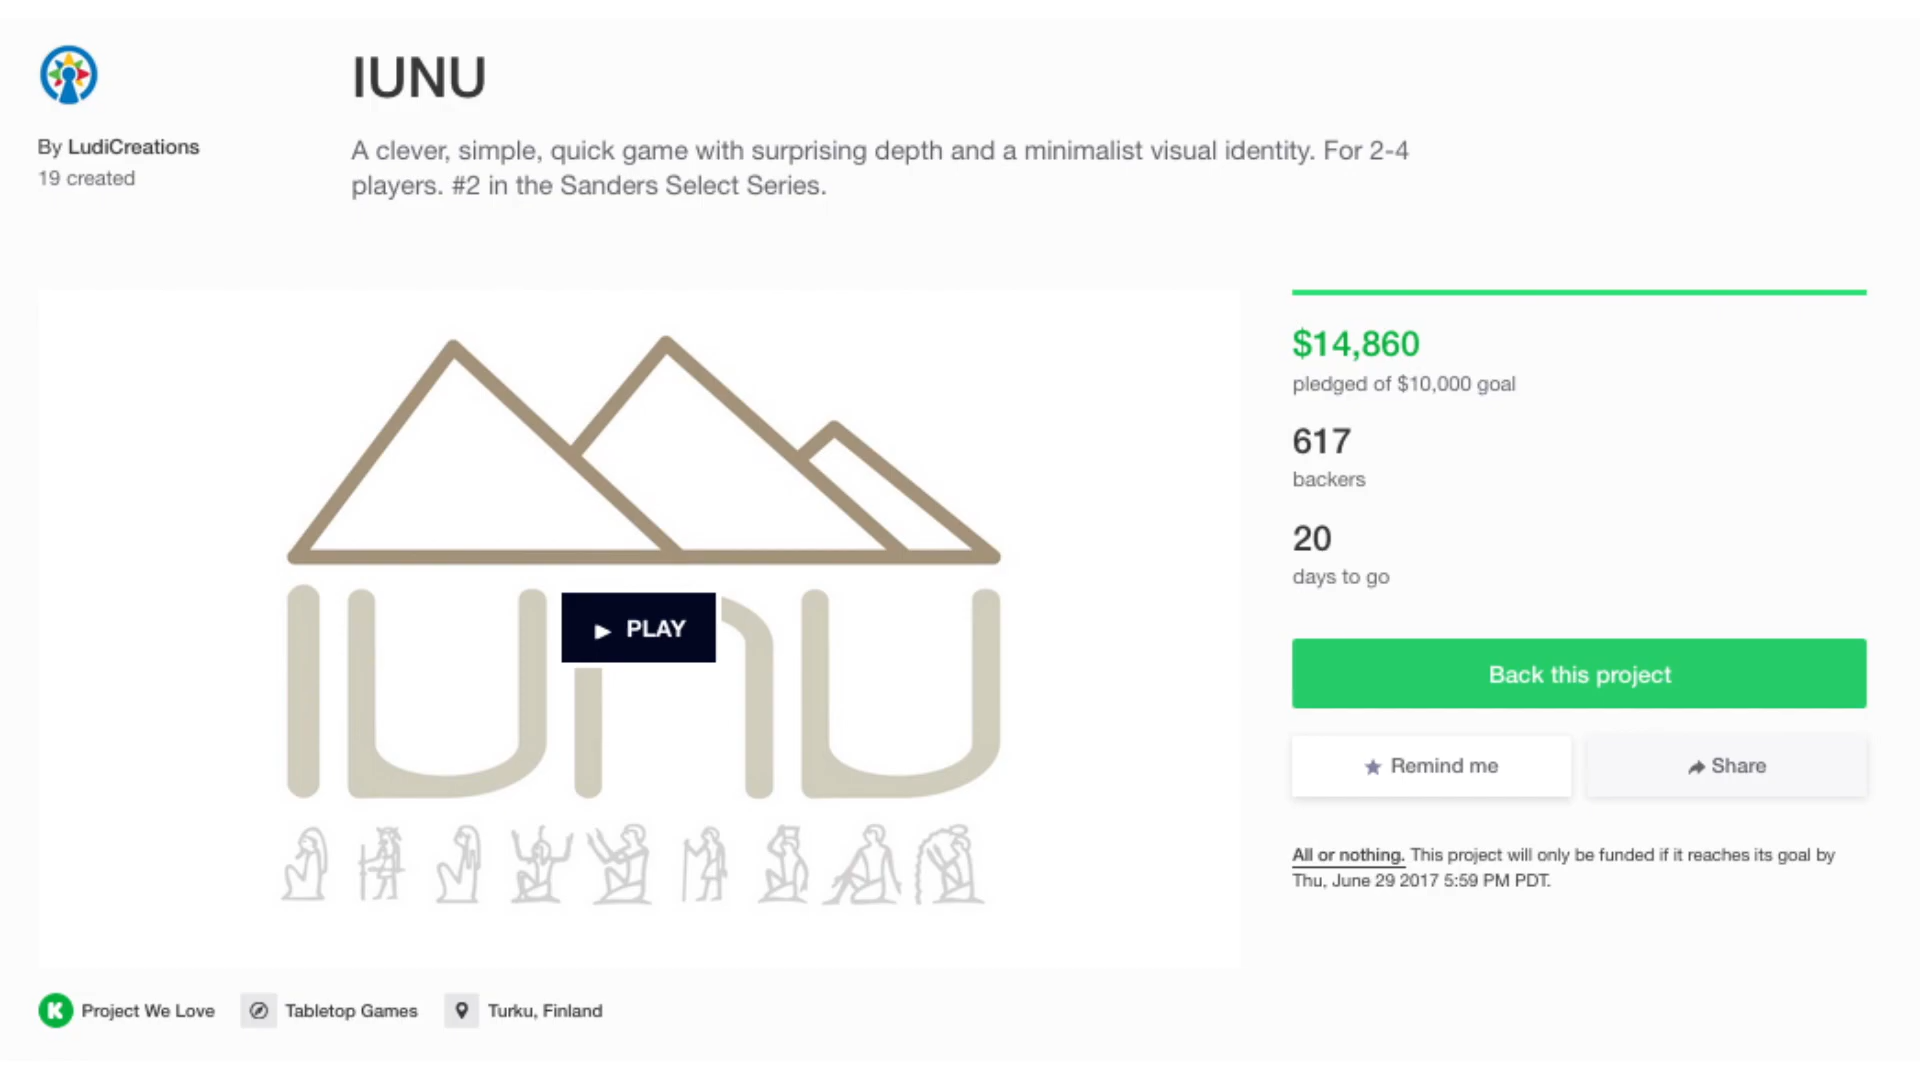 IUNU
By LudiCreations
19 created
A clever, simple, quick game with surprising depth and a minimalist visual identity. For 2-4
players. #2 in the Sanders Select Series.
IUNU
PLAY
$14,860
pledged of $10,000 goal
617
backers
20
days to go
Back this project
Remind me
Share
All or nothing. This project will only be funded if it reaches its goal by
Thu, June 29 2017 5:59 PM PDT.
K Project We Love
Tabletop Games
Turku, Finland